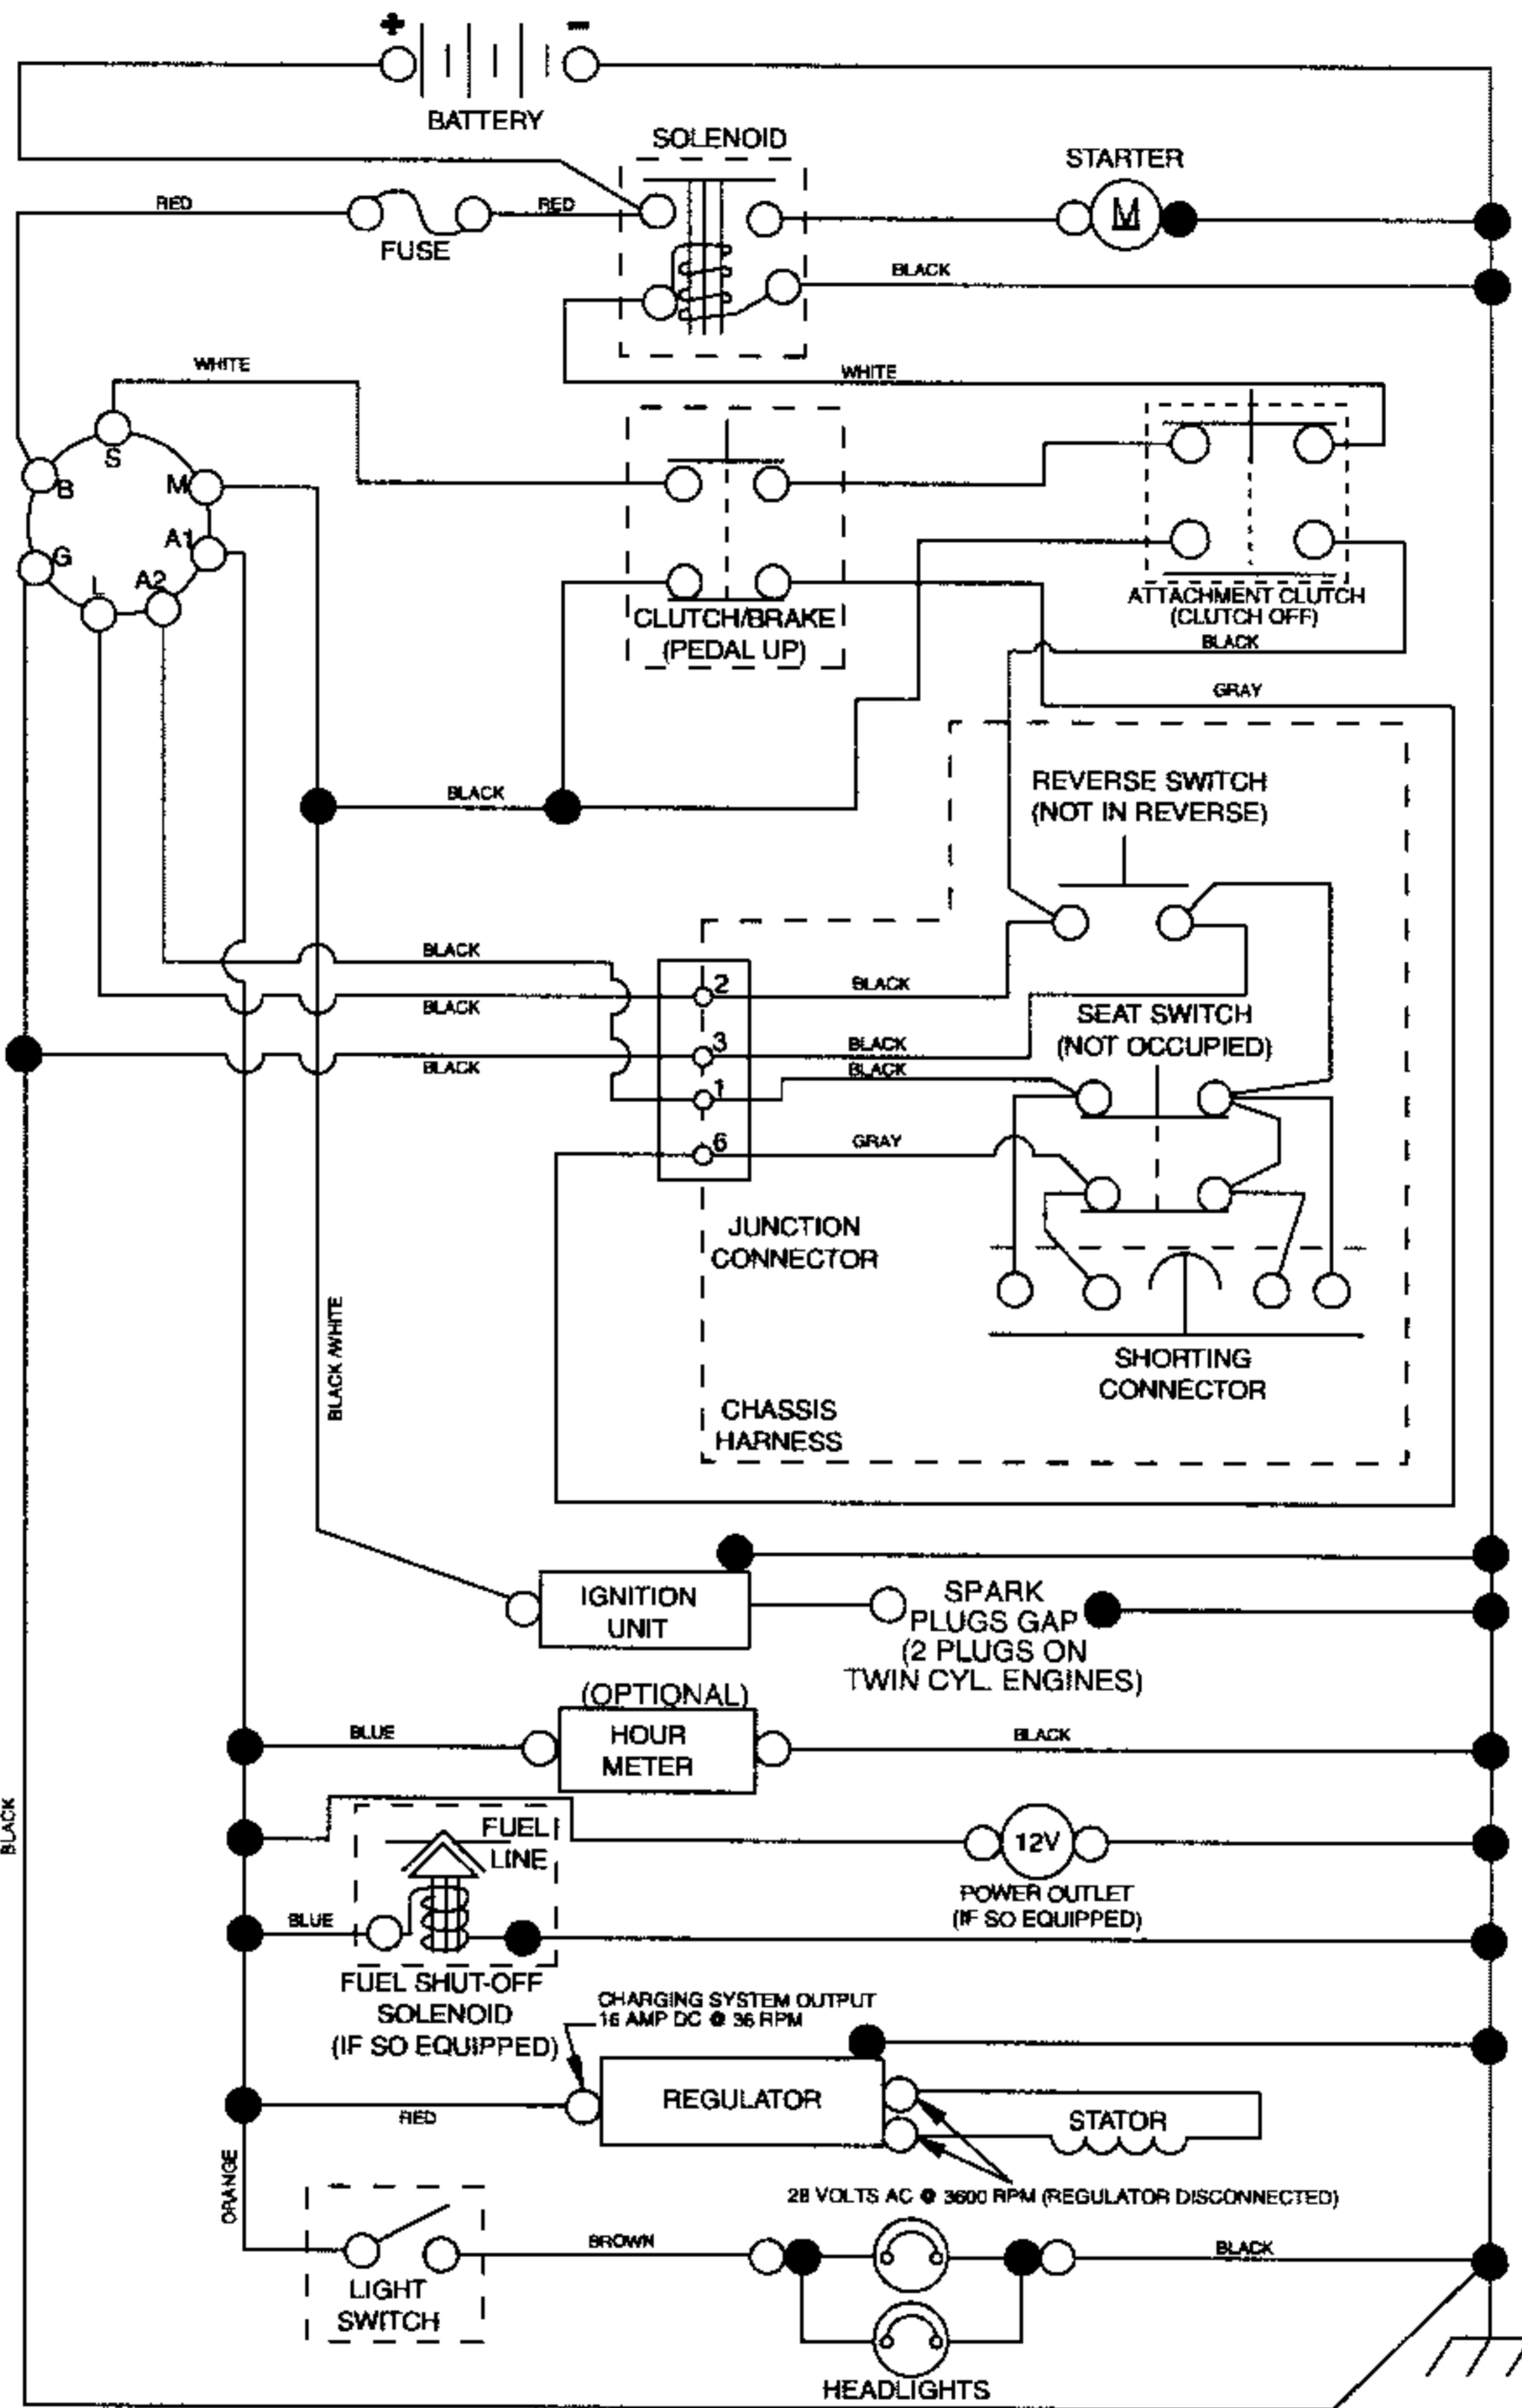 + -
BATTERY
SOLENOID
STARTER
M
RED
RED
FUSE
BLACK
WHITE
WHITE
S
B
M
A1
G
A2
L
CLUTCH/BRAKE
(PEDAL UP)
ATTACHMENT CLUTCH
(CLUTCH OFF)
BLACK
GRAY
REVERSE SWITCH
(NOT IN REVERSE)
BLACK
BLACK
2
BLACK
BLACK
SEAT SWITCH
(NOT OCCUPIED)
3
BLACK
BLACK
1
BLACK
6
GRAY
JUNCTION
CONNECTOR
BLACK/WHITE
SHORTING
CONNECTOR
CHASSIS
HARNESS
IGNITION
UNIT
SPARK
PLUGS GAP
(2 PLUGS ON
TWIN CYL. ENGINES)
(OPTIONAL)
HOUR
METER
BLUE
BLACK
BLACK
FUEL
LINE
12V
POWER OUTLET
(IF SO EQUIPPED)
BLUE
FUEL SHUT-OFF
SOLENOID
(IF SO EQUIPPED)
CHARGING SYSTEM OUTPUT
16 AMP DC @ 36 RPM
REGULATOR
RED
STATOR
ORANGE
28 VOLTS AC @ 3600 RPM (REGULATOR DISCONNECTED)
BROWN
BLACK
LIGHT
SWITCH
HEADLIGHTS